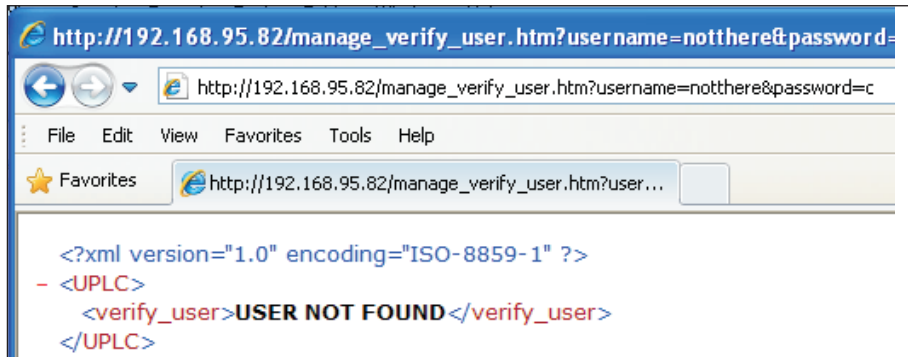 http://192.168.95.82/manage_verify_user.htm?username=notthere&password=
http://192.168.95.82/manage_verify_user.htm?username=notthere&password=c
File Edit View Favorites Tools Help
Favorites http://192.168.95.82/manage_verify_user.htm?user...
<?xml version="1.0" encoding="ISO-8859-1" ?>
- <UPLC>
<verify_user>USER NOT FOUND</verify_user>
</UPLC>